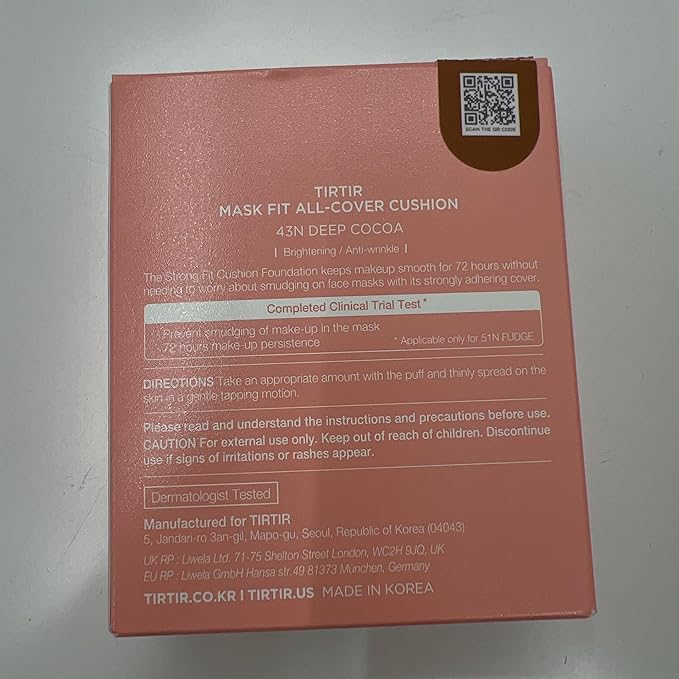 SCAN THE QR CODE
TIRTIR
MASK FIT ALL-COVER CUSHION
43N DEEP COCOA
| Brightening / Anti-wrinkle |
The Strong Fit Cushion Foundation keeps makeup smooth for 72 hours without
needing to worry about smudging on face masks with its strongly adhering cover.
Completed Clinical Trial Test*
Prevent smudging of make-up in the mask
72 hours make-up persistence
* Applicable only for 51N FUDGE
DIRECTIONS Take an appropriate amount with the puff and thinly spread on the
skin in a gentle tapping motion.
Please read and understand the instructions and precautions before use.
CAUTION For external use only. Keep out of reach of children. Discontinue
use if signs of irritations or rashes appear.
Dermatologist Tested
Manufactured for TIRTIR
5, Jandari-ro 3an-gil, Mapo-gu, Seoul, Republic of Korea (04043)
UK RP : Liwela Ltd. 71-75 Shelton Street London, WC2H 9JQ, UK
EU RP : Liwela GmbH Hansa str.49 81373 München, Germany
TIRTIR.CO.KR | TIRTIR.US MADE IN KOREA